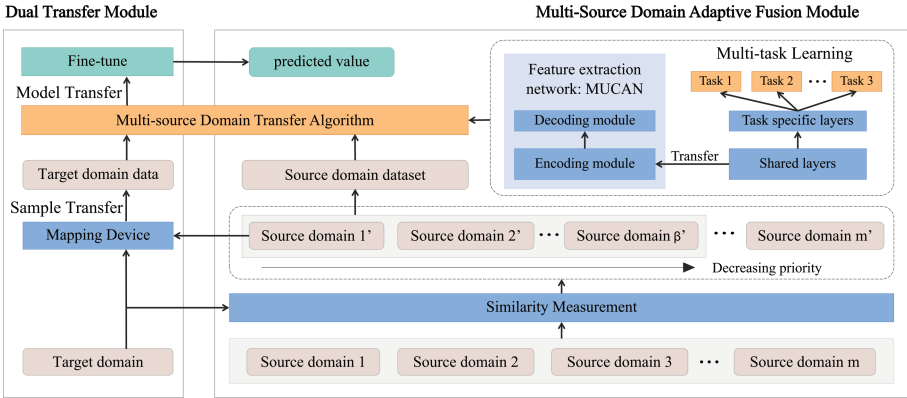 Dual Transfer Module
Multi-Source Domain Adaptive Fusion Module
Fine-tune
predicted value
Model Transfer
Multi-source Domain Transfer Algorithm
Target domain data
Source domain dataset
Sample Transfer
Mapping Device
Target domain
Multi-task Learning
Feature extraction
network: MUCAN
Task 1
Task 2
•••
Task 3
Decoding module
Task specific layers
Encoding module
Transfer
Shared layers
Source domain 1’
Source domain 2’
•••
Source domain β’
•••
Source domain m’
Decreasing priority
Similarity Measurement
Source domain 1
Source domain 2
Source domain 3
•••
Source domain m